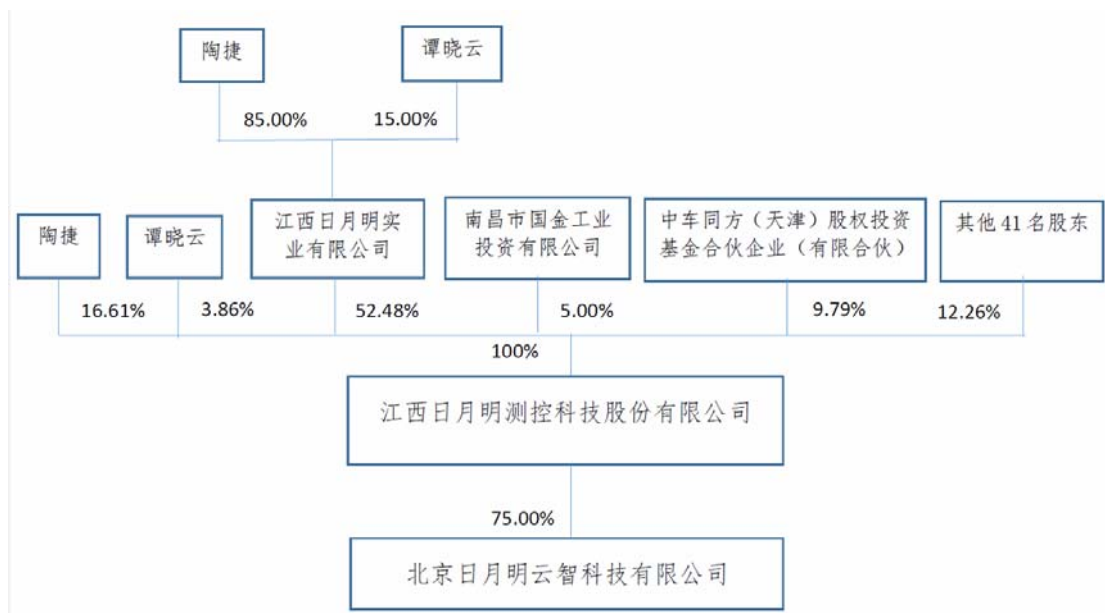 陶捷
谭晓云
85.00%
15.00%
陶捷
谭晓云
江西日月明实
业有限公司
南昌市国金工业
投资有限公司
中车同方（天津）股权投资
基金合伙企业（有限合伙）
其他 41 名股东
16.61%
3.86%
52.48%
5.00%
9.79%
12.26%
100%
江西日月明测控科技股份有限公司
75.00%
北京日月明云智科技有限公司